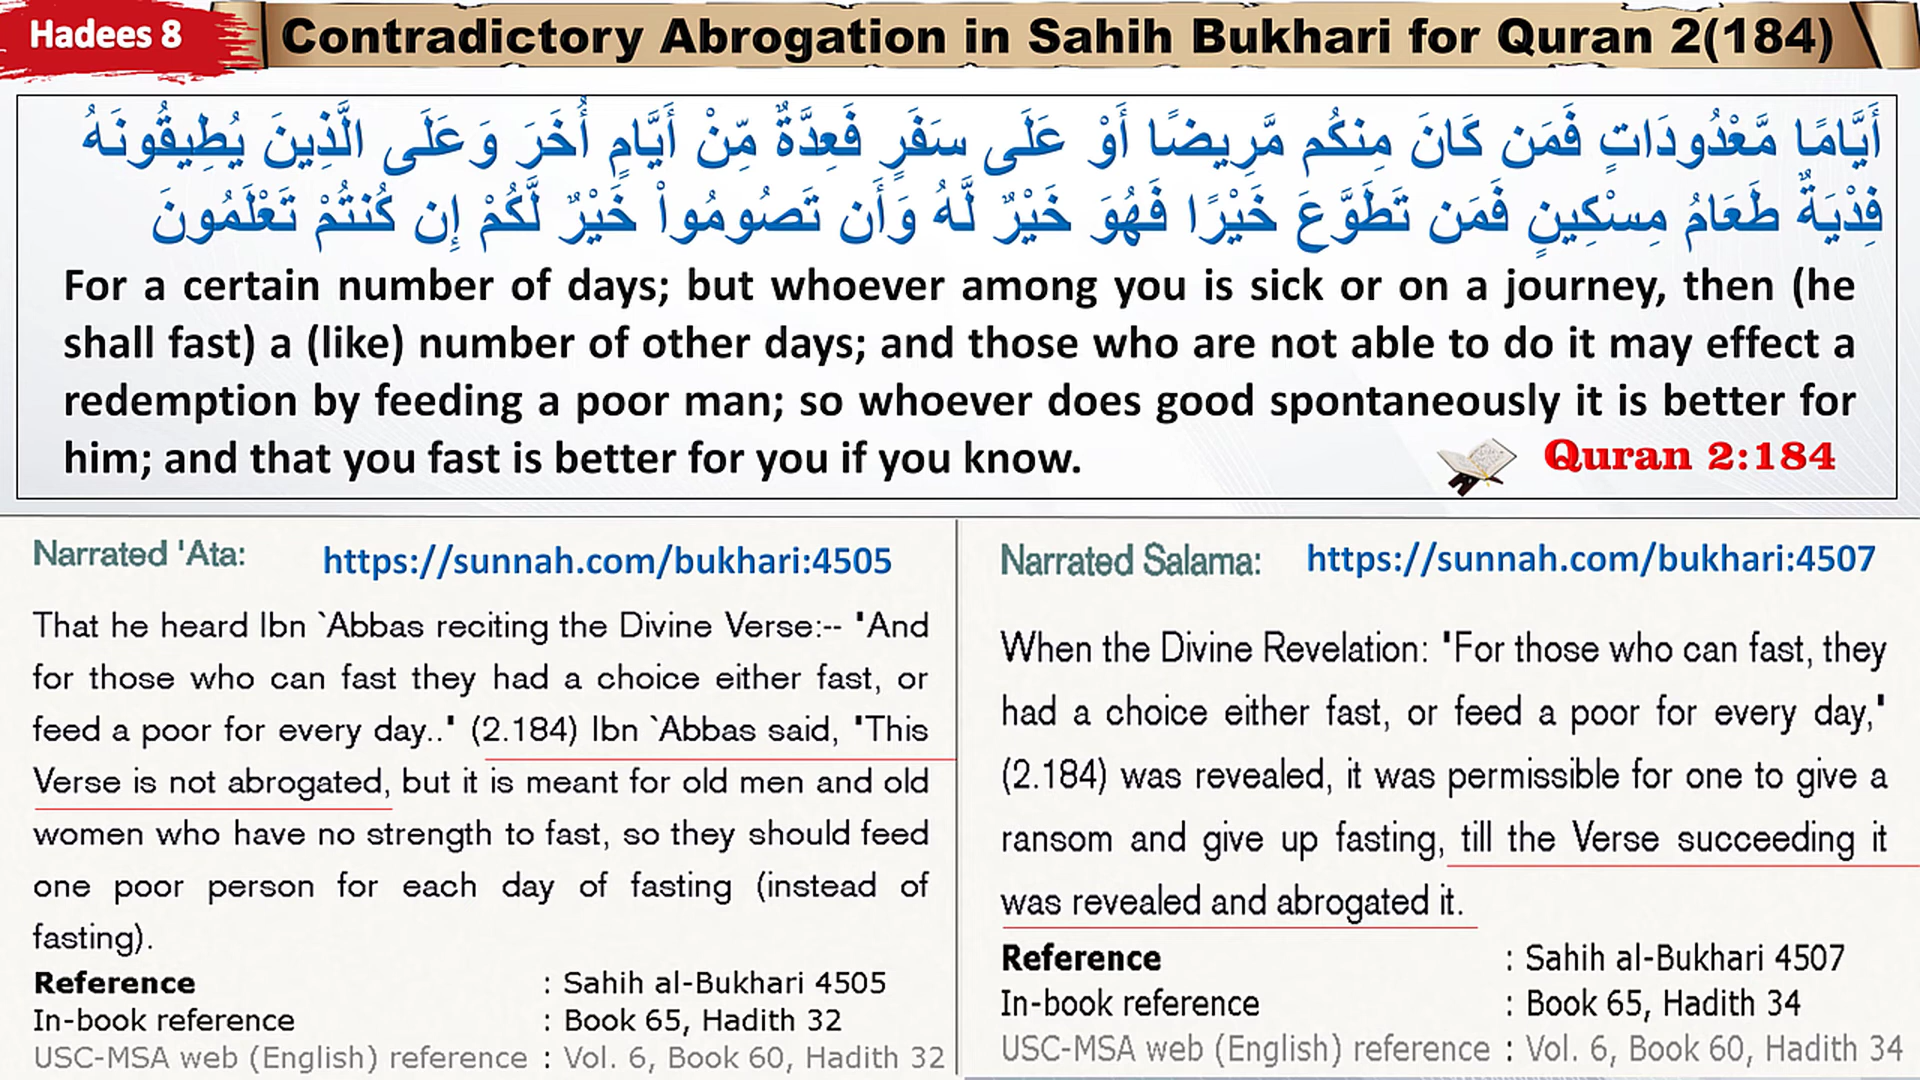 Hadees 8
Contradictory Abrogation in Sahih Bukhari for Quran 2(184)
أَيَّامًا مَّعْدُودَاتٍ فَمَن كَانَ مِنكُم مَّرِيضًا أَوْ عَلَى سَفَرٍ فَعِدَّةٌ مِّنْ أَيَّامٍ أُخَرَ وَعَلَى الَّذِينَ يُطِيقُونَهُ
فِدْيَةٌ طَعَامُ مِسْكِينٍ فَمَن تَطَوَّعَ خَيْرًا فَهُوَ خَيْرٌ لَّهُ وَأَن تَصُومُواْ خَيْرٌ لَّكُمْ إِن كُنتُمْ تَعْلَمُونَ
For a certain number of days; but whoever among you is sick or on a journey, then (he
shall fast) a (like) number of other days; and those who are not able to do it may effect a
redemption by feeding a poor man; so whoever does good spontaneously it is better for
him; and that you fast is better for you if you know.
Quran 2:184
Narrated 'Ata:
https://sunnah.com/bukhari:4505
That he heard Ibn `Abbas reciting the Divine Verse:-- "And
for those who can fast they had a choice either fast, or
feed a poor for every day.." (2.184) Ibn `Abbas said, "This
Verse is not abrogated, but it is meant for old men and old
women who have no strength to fast, so they should feed
one poor person for each day of fasting (instead of
fasting).
Reference : Sahih al-Bukhari 4505
In-book reference : Book 65, Hadith 32
USC-MSA web (English) reference : Vol. 6, Book 60, Hadith 32
Narrated Salama:
https://sunnah.com/bukhari:4507
When the Divine Revelation: "For those who can fast, they
had a choice either fast, or feed a poor for every day,"
(2.184) was revealed, it was permissible for one to give a
ransom and give up fasting, till the Verse succeeding it
was revealed and abrogated it.
Reference : Sahih al-Bukhari 4507
In-book reference : Book 65, Hadith 34
USC-MSA web (English) reference : Vol. 6, Book 60, Hadith 34